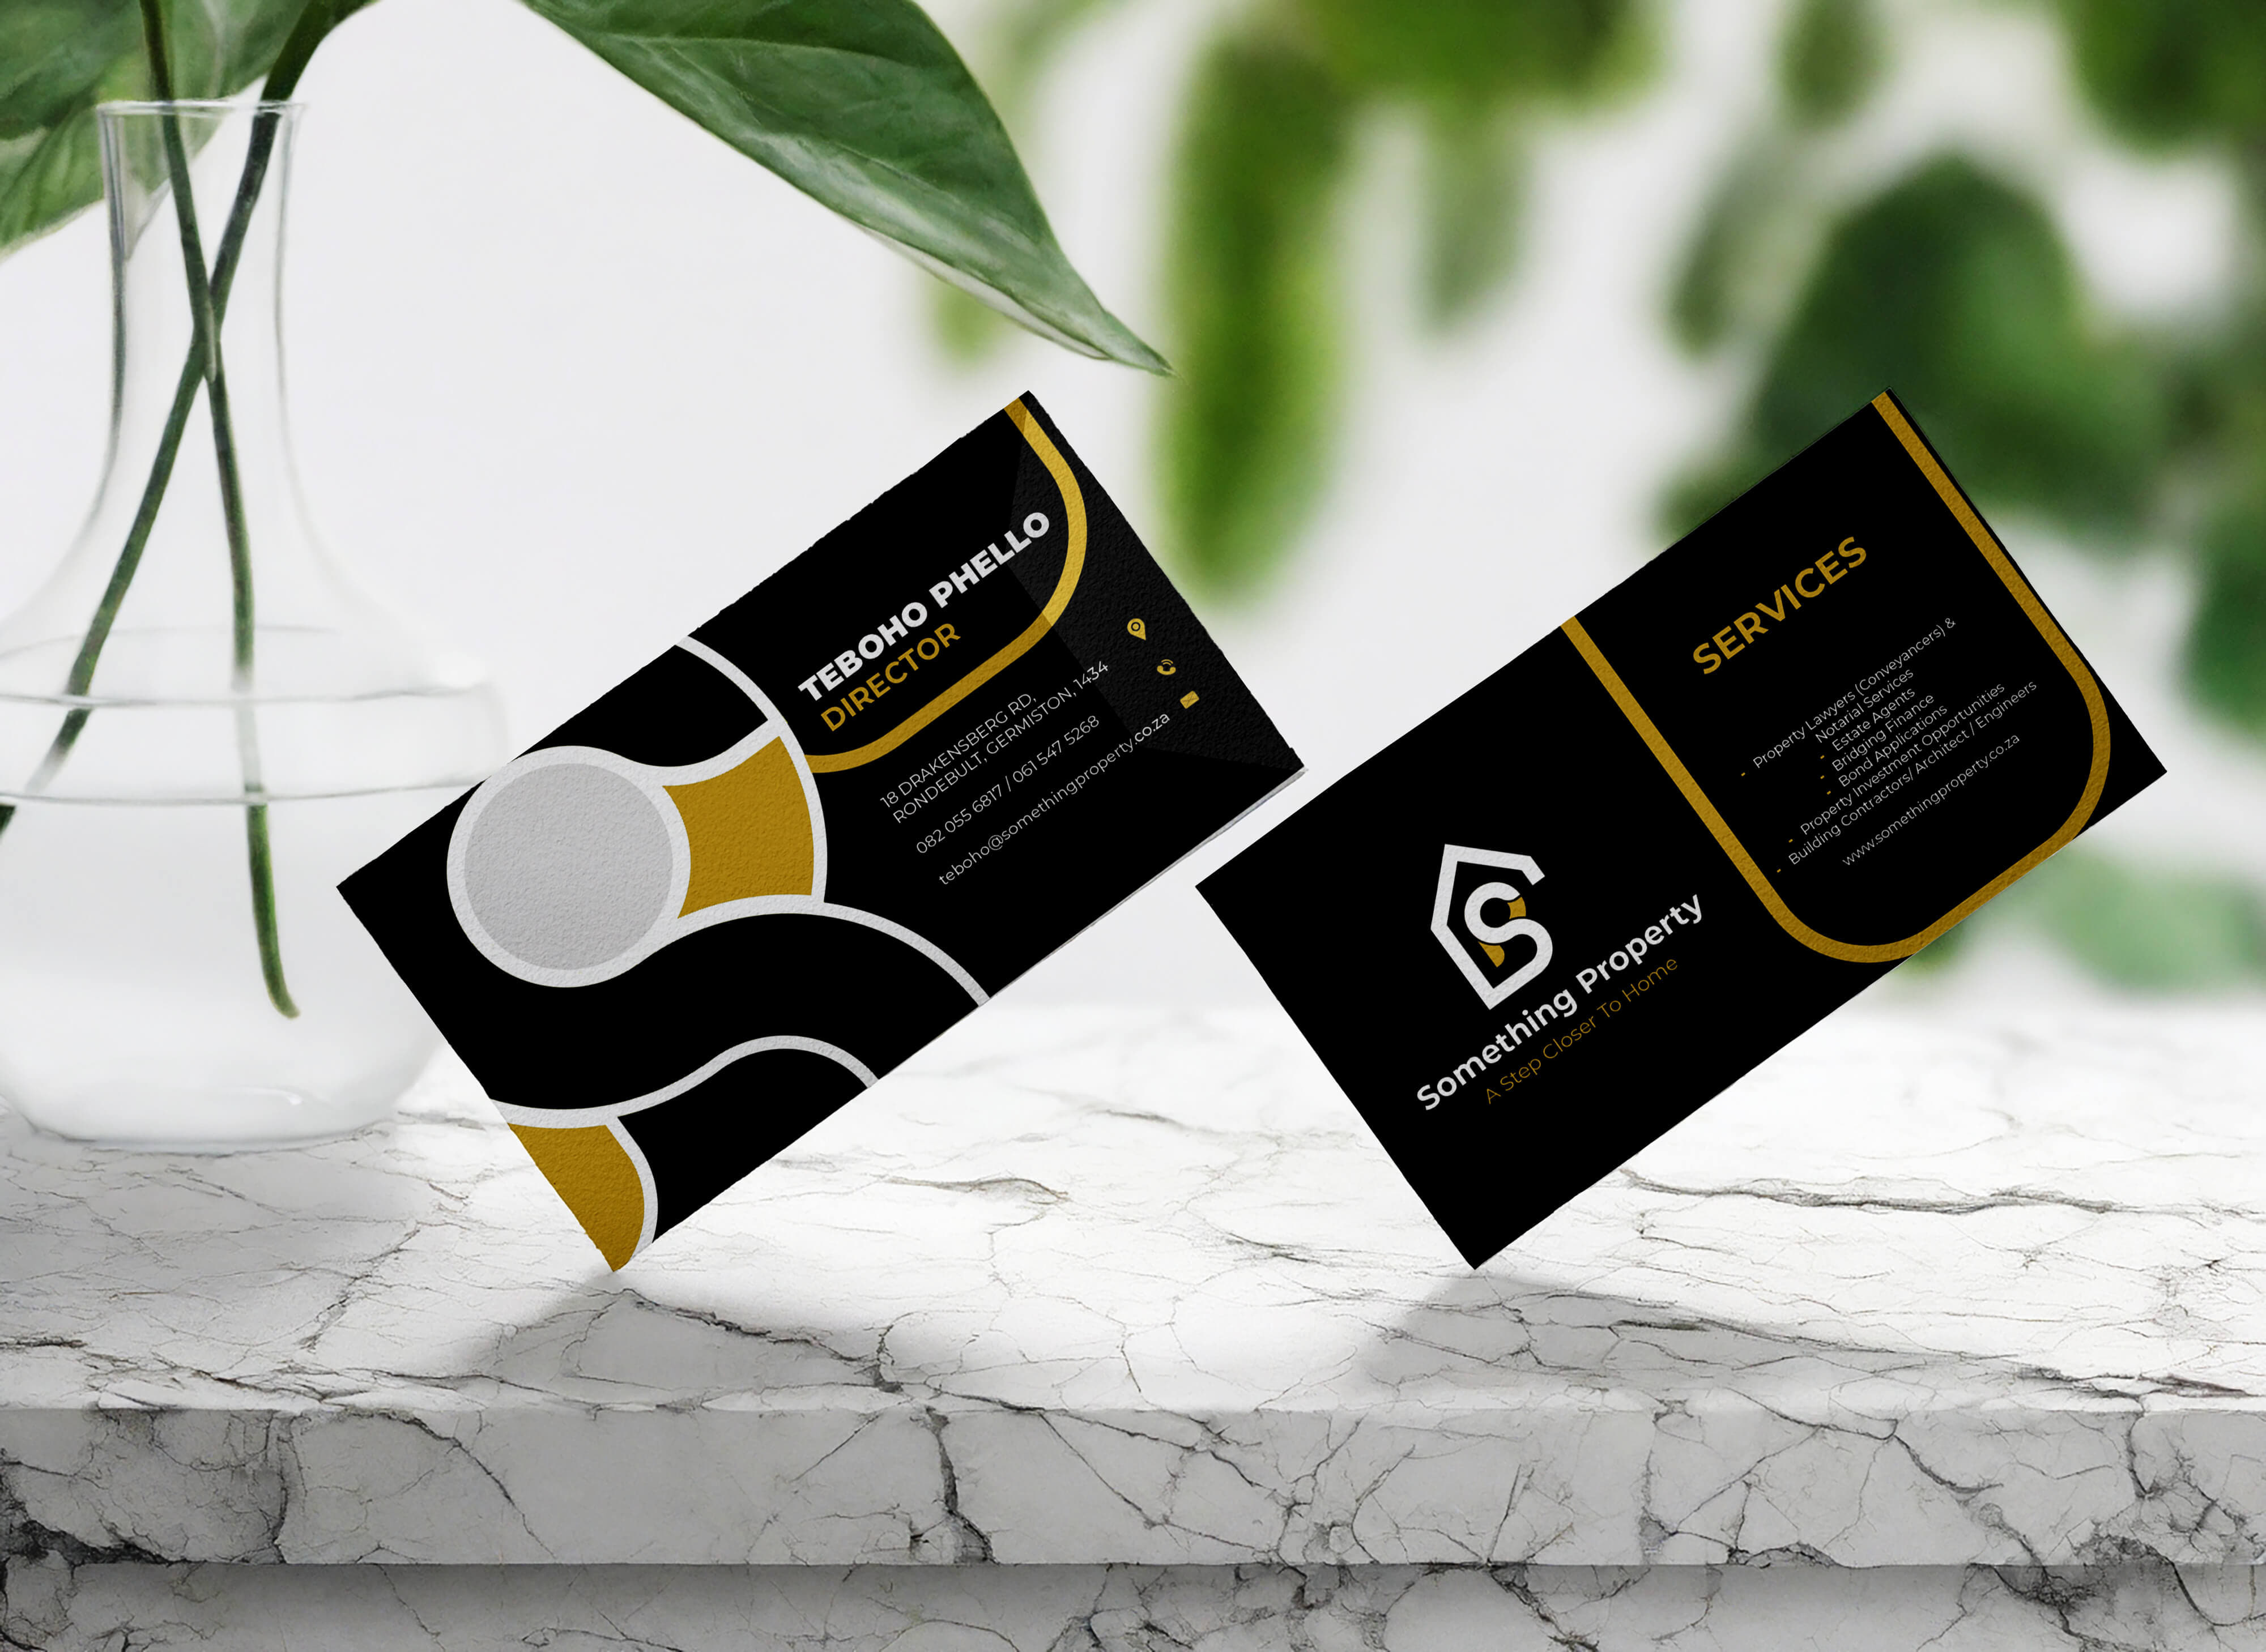 TEBOHO PHELLO
DIRECTOR
18 DRAKENSBERG RD,
RONDEBULT, GERMISTON, 1434
082 055 6817 / 061 547 5268
teboho@somethingproperty.co.za
Something Property
A Step Closer To Home
SERVICES
- Property Lawyers (Conveyancers) &
Notarial Services
- Estate Agents
- Bridging Finance
- Bond Applications
- Property Investment Opportunities
- Building Contractors/ Architect / Engineers
www.somethingproperty.co.za